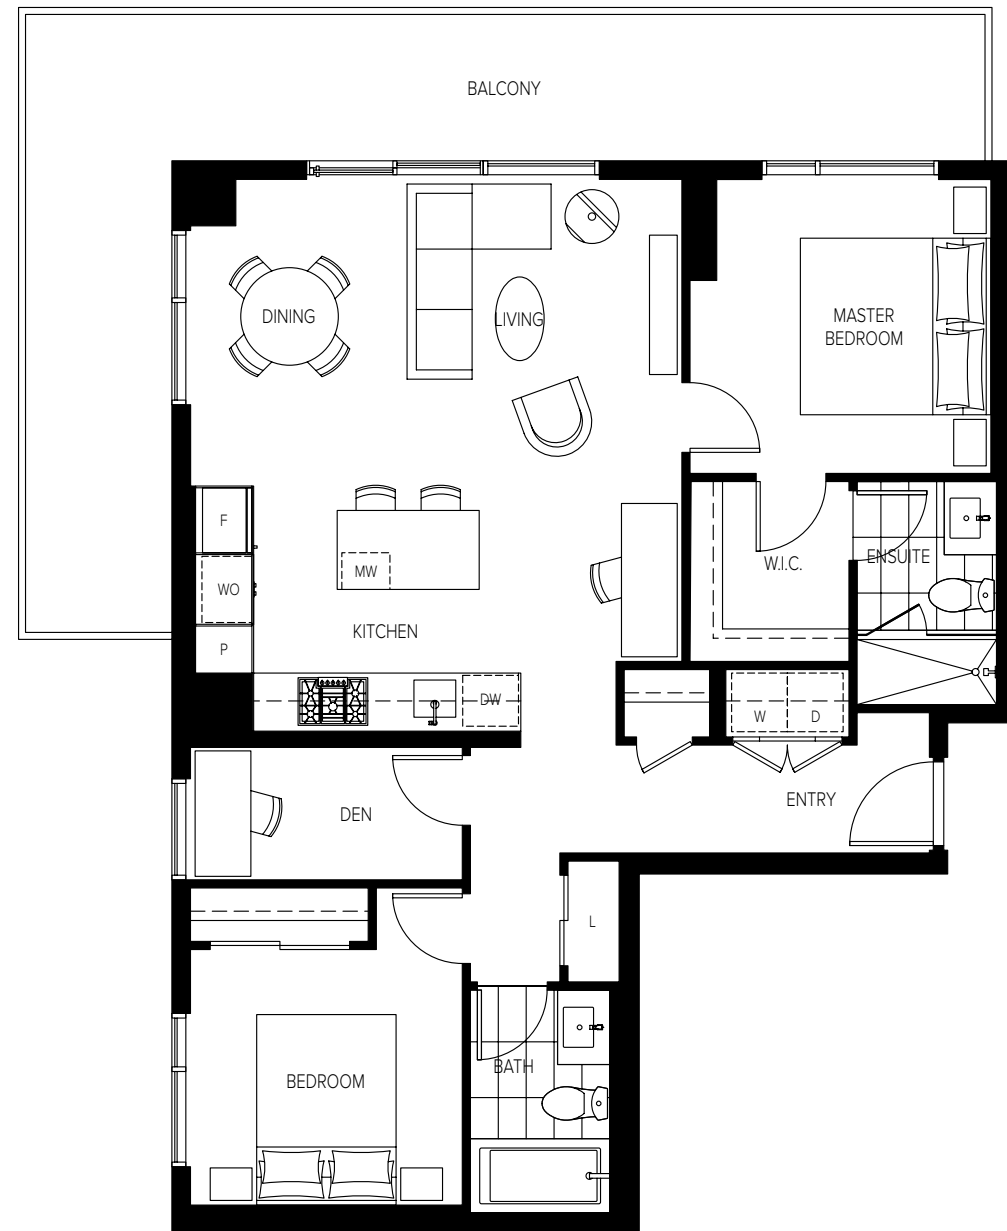 BALCONY
DINING
LIVING
MASTER
BEDROOM
F
WO
P
MW
KITCHEN
DW
W.I.C.
ENSUITE
W
D
ENTRY
DEN
L
BEDROOM
BATH